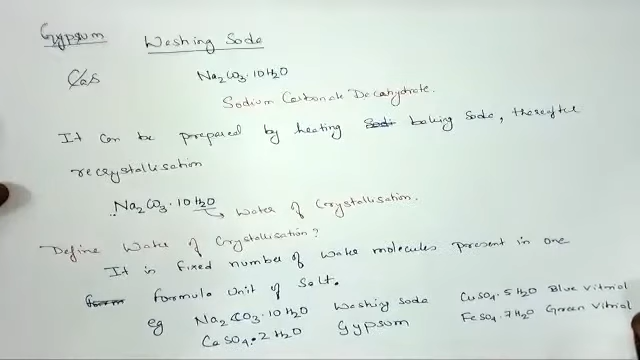 Gypsum Washing Soda
CaS
Na2CO3·10H2O
Sodium Carbonate Decahydrate.
It can be prepared by heating Sodi baking Soda, thereafter
recrystallisation
Na2CO3·10H2O → Water of Crystallisation.
Define Water of Crystallisation?
It is fixed number of water molecules present in one
formula unit of Salt.
eg Na2CO3·10H2O Washing Soda CuSO4·5H2O Blue Vitriol
CaSO4·2H2O Gypsum FeSO4·7H2O Green Vitriol